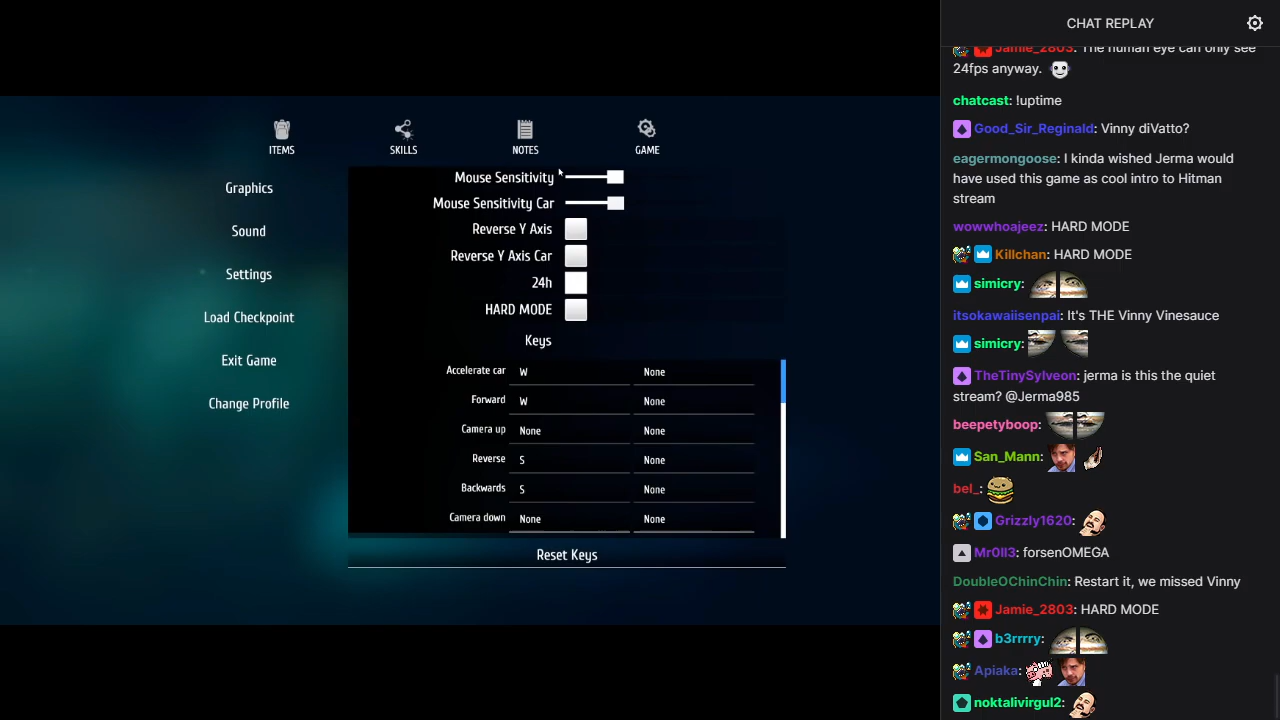 ITEMS
SKILLS
NOTES
GAME
Graphics
Sound
Settings
Load Checkpoint
Exit Game
Change Profile
Mouse Sensitivity
Mouse Sensitivity Car
Reverse Y Axis
Reverse Y Axis Car
24h
HARD MODE
Keys
Accelerate car W None
Forward W None
Camera up None None
Reverse S None
Backwards S None
Camera down None None
Reset Keys
CHAT REPLAY
Jamie_2803: The human eye can only see
24fps anyway.
chatcast: !uptime
Good_Sir_Reginald: Vinny diVatto?
eagermongoose: I kinda wished Jerma would
have used this game as cool intro to Hitman
stream
wowwhoajeez: HARD MODE
Killchan: HARD MODE
simicry:
itsokawaiisenpai: It's THE Vinny Vinesauce
simicry:
TheTinySylveon: jerma is this the quiet
stream? @Jerma985
beepetyboop:
San_Mann:
bel_:
Grizzly1620:
Mr0ll3: forsenOMEGA
DoubleOChinChin: Restart it, we missed Vinny
Jamie_2803: HARD MODE
b3rrrry:
Apiaka:
noktalivirgul2: